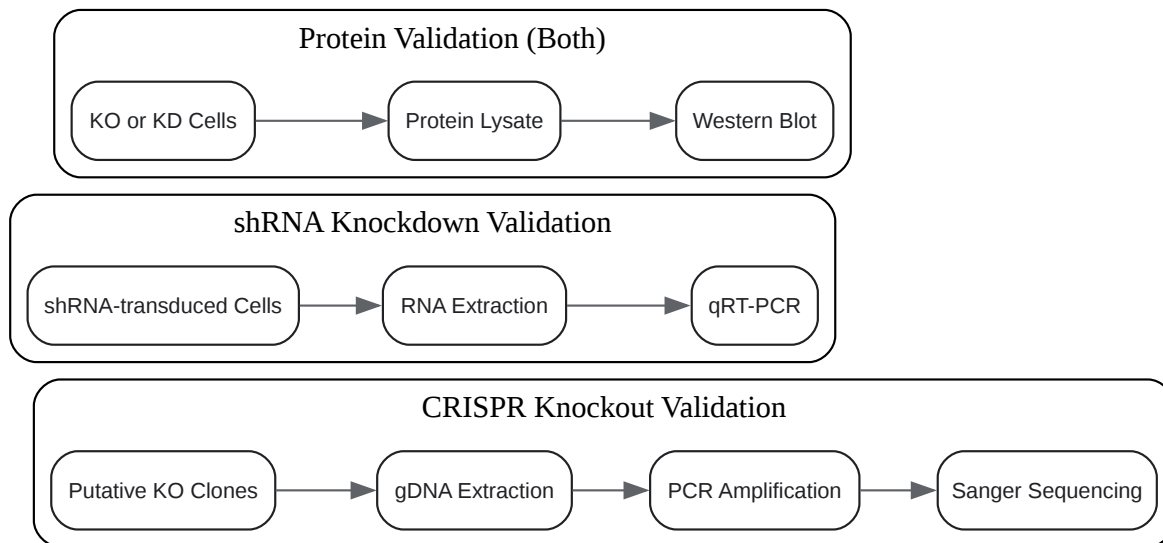 Protein Validation (Both)
KO or KD Cells
Protein Lysate
Western Blot
shRNA Knockdown Validation
shRNA-transduced Cells
RNA Extraction
qRT-PCR
CRISPR Knockout Validation
Putative KO Clones
gDNA Extraction
PCR Amplification
Sanger Sequencing